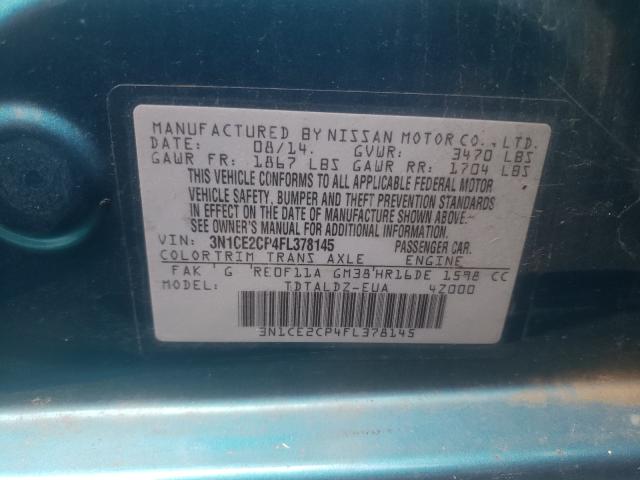 MANUFACTURED BY NISSAN MOTOR CO., LTD.
DATE: 08/14. GVWR: 3470 LBS
GAWR FR: 1867 LBS GAWR RR: 1704 LBS
THIS VEHICLE CONFORMS TO ALL APPLICABLE FEDERAL MOTOR
VEHICLE SAFETY, BUMPER AND THEFT PREVENTION STANDARDS
IN EFFECT ON THE DATE OF MANUFACTURE SHOWN ABOVE.
SEE OWNER'S MANUAL FOR ADDITIONAL INFORMATION.
VIN: 3N1CE2CP4FL378145 PASSENGER CAR.
COLOR TRIM TRANS AXLE ENGINE
FAK ' G 'RE0F11A GM38'HR16DE 1598 CC
MODEL: TDTALDZ-EUA 4Z000
3N1CE2CP4FL378145